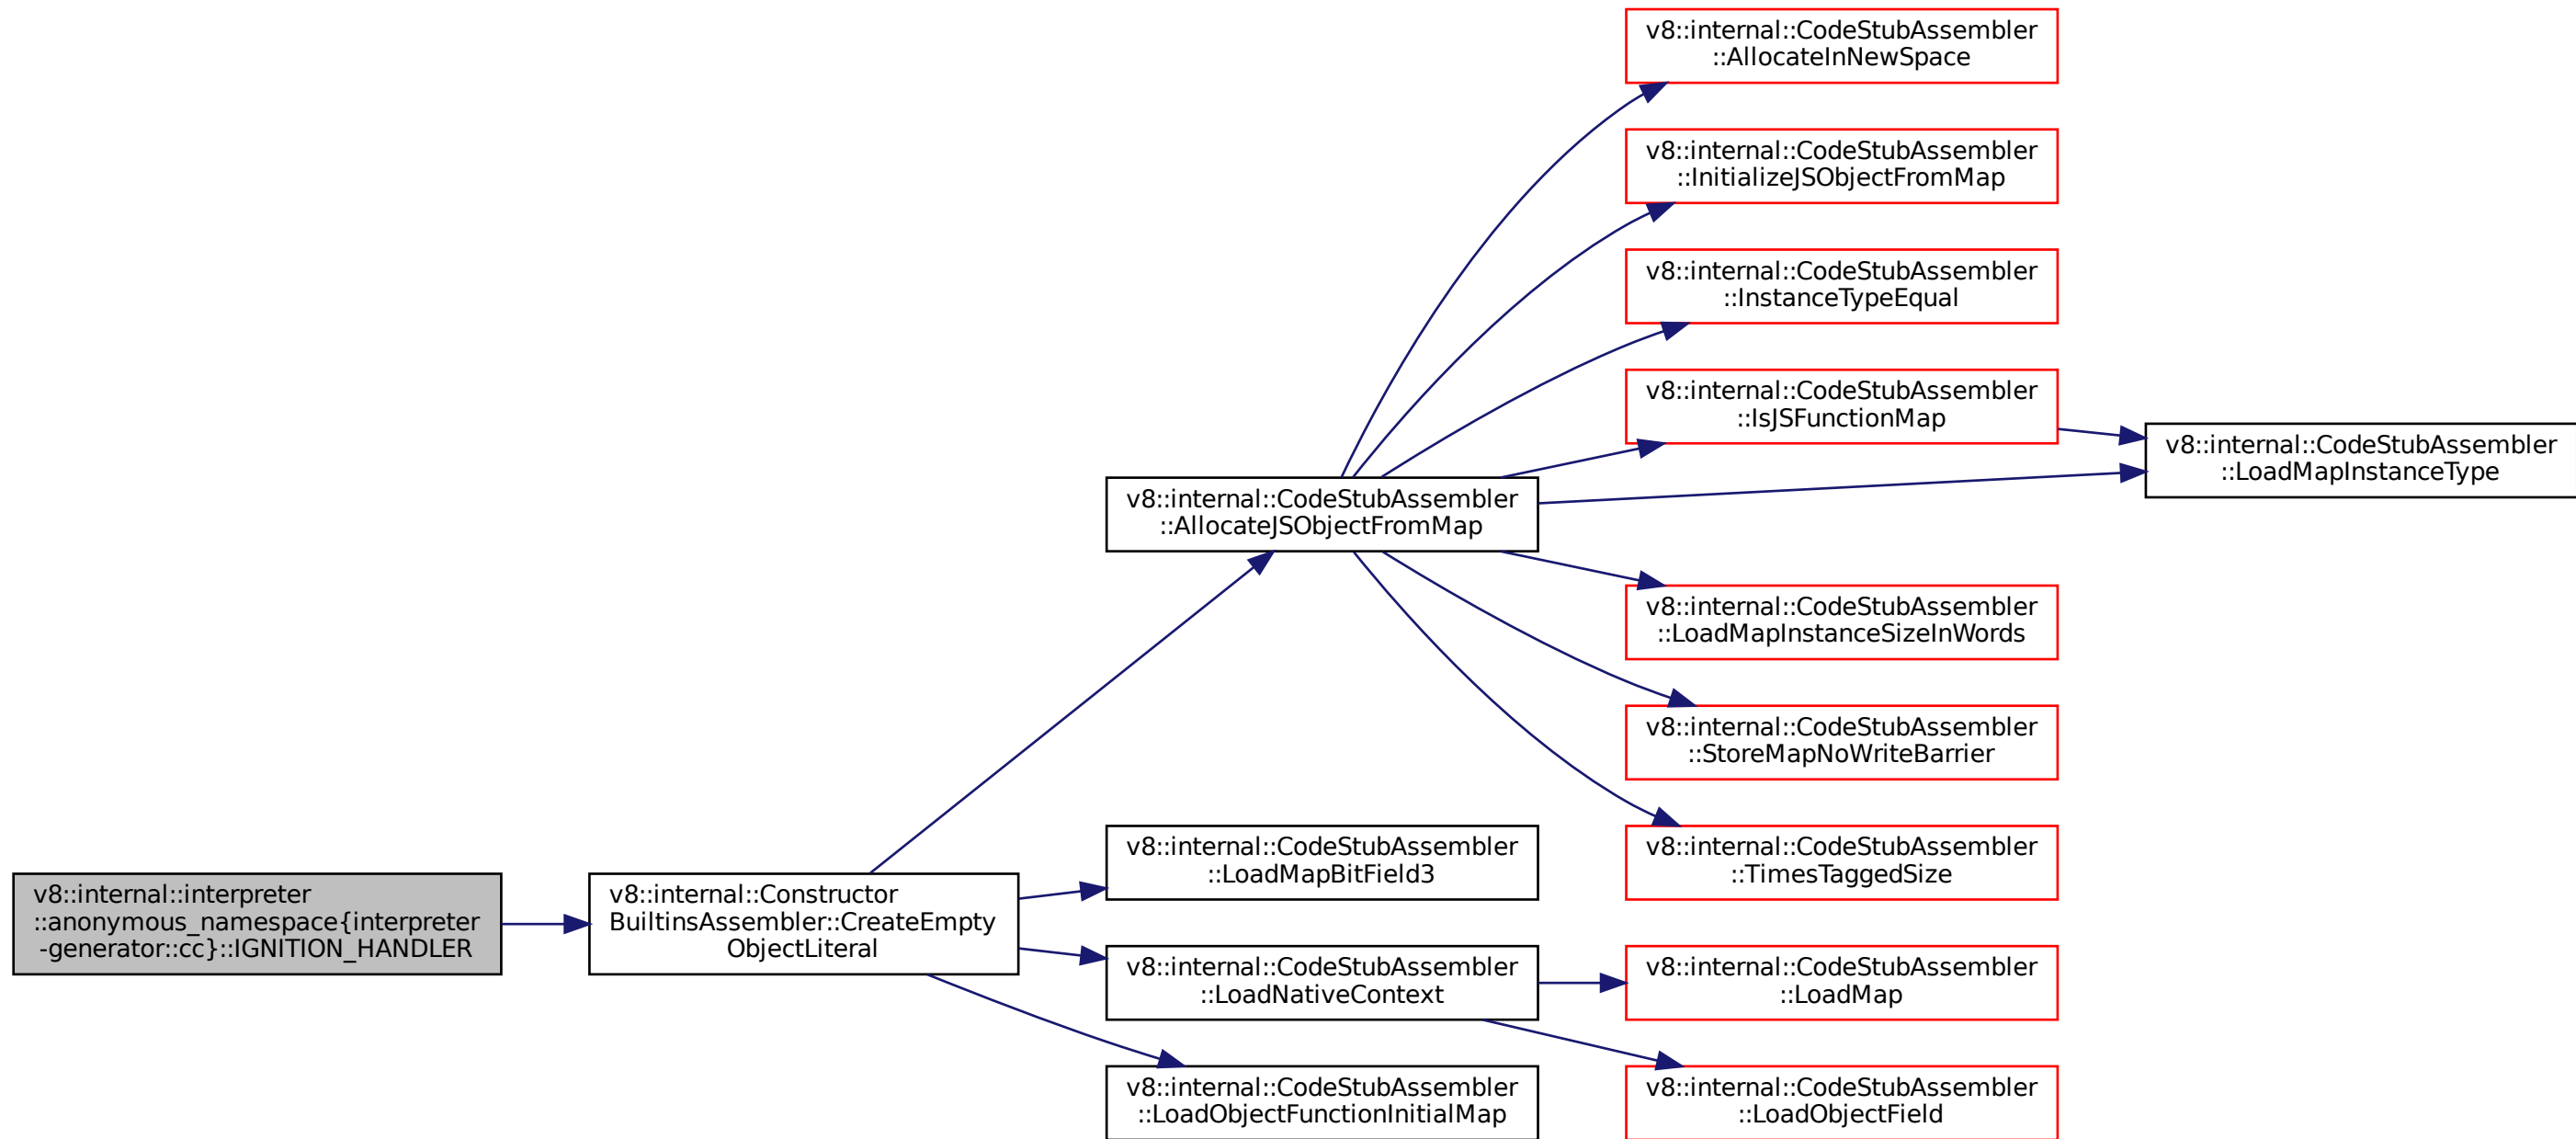 v8::internal::CodeStubAssembler
::AllocateInNewSpace
v8::internal::CodeStubAssembler
::InitializeJSObjectFromMap
v8::internal::CodeStubAssembler
::InstanceTypeEqual
v8::internal::CodeStubAssembler
::IsJSFunctionMap
v8::internal::CodeStubAssembler
::LoadMapInstanceType
v8::internal::CodeStubAssembler
::AllocateJSObjectFromMap
v8::internal::CodeStubAssembler
::LoadMapInstanceSizeInWords
v8::internal::CodeStubAssembler
::StoreMapNoWriteBarrier
v8::internal::CodeStubAssembler
::TimesTaggedSize
v8::internal::CodeStubAssembler
::LoadMapBitField3
v8::internal::interpreter
::anonymous_namespace{interpreter
-generator::cc}::IGNITION_HANDLER
v8::internal::Constructor
BuiltinsAssembler::CreateEmpty
ObjectLiteral
v8::internal::CodeStubAssembler
::LoadNativeContext
v8::internal::CodeStubAssembler
::LoadMap
v8::internal::CodeStubAssembler
::LoadObjectFunctionInitialMap
v8::internal::CodeStubAssembler
::LoadObjectField